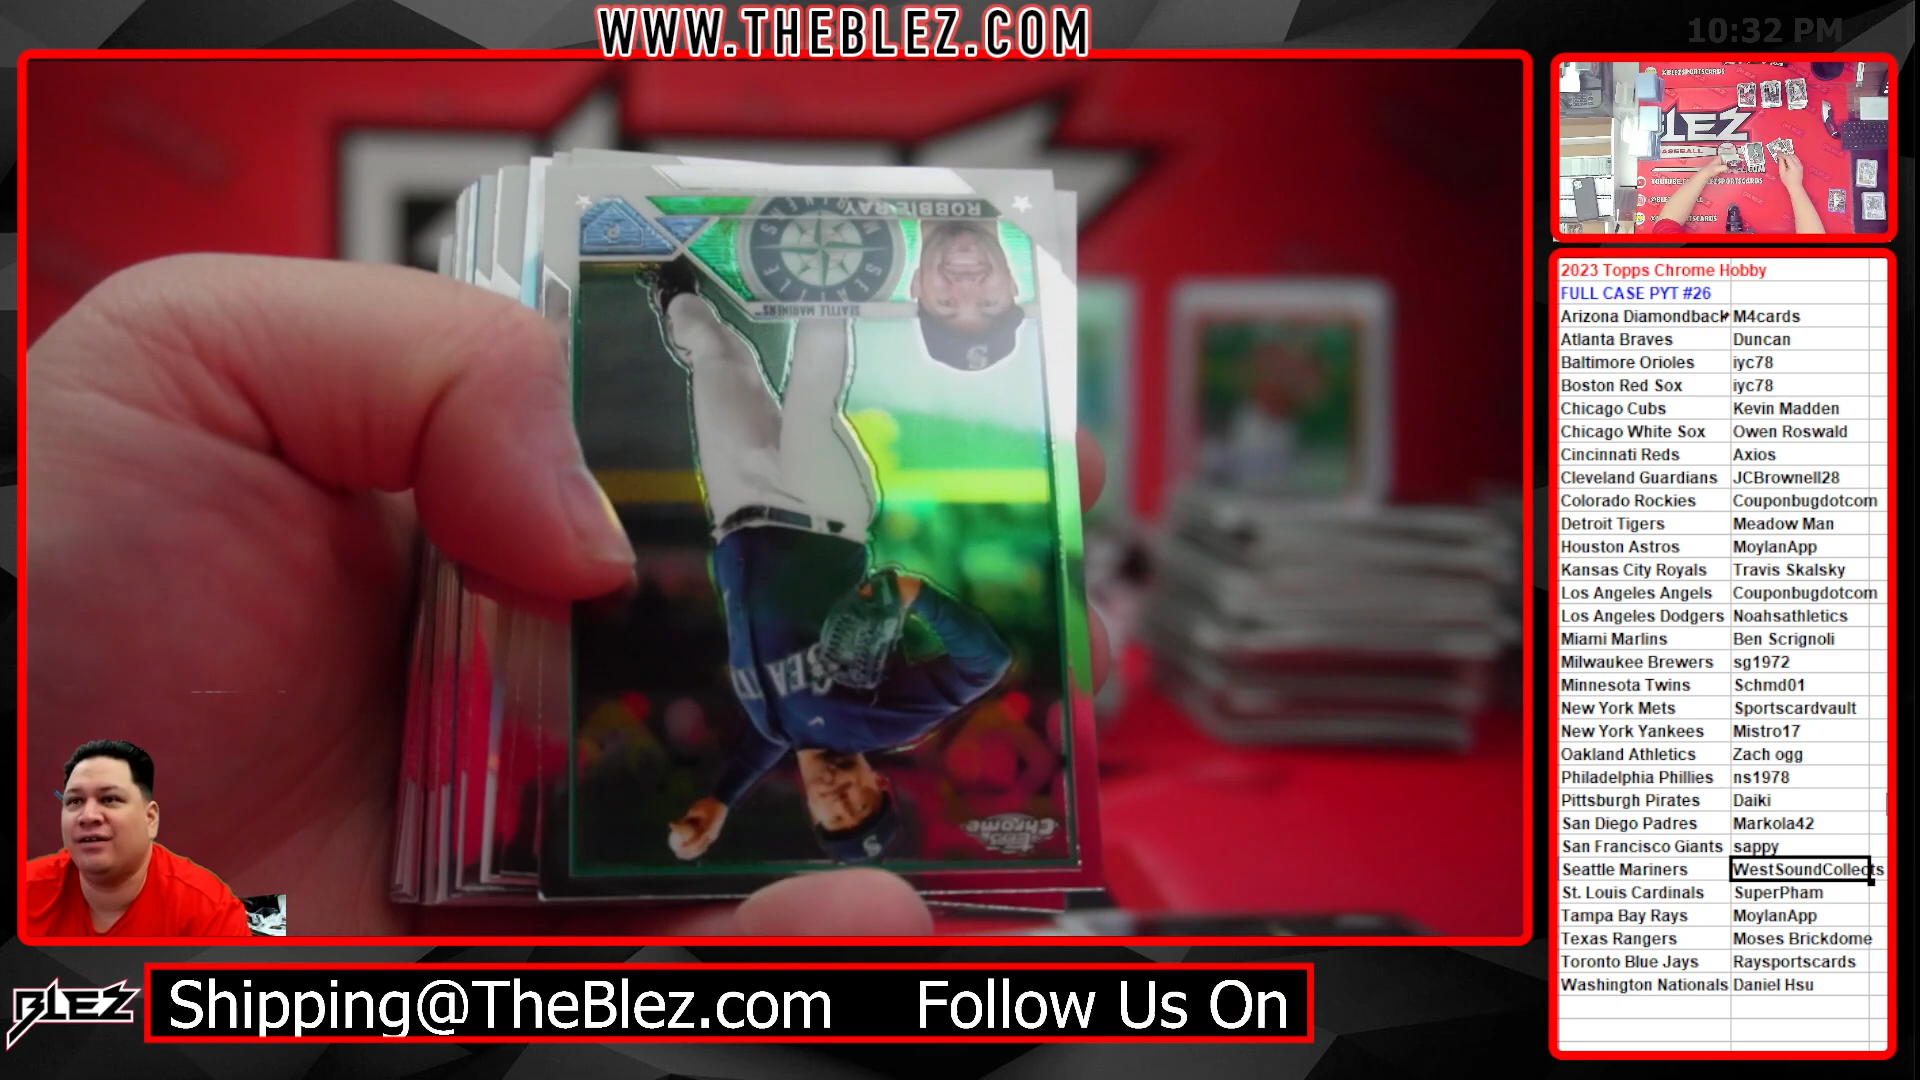 WWW.THEBLEZ.COM
10:32 PM
ROBBIE RAY
MARINERS
SEATTLE
SEATTLE MARINERS™
S
P
SEA
Topps
Chrome
BLEZ
BASEBALL
2023 Topps Chrome Hobby
FULL CASE PYT #26
Arizona Diamondback M4cards
Atlanta Braves Duncan
Baltimore Orioles iyc78
Boston Red Sox iyc78
Chicago Cubs Kevin Madden
Chicago White Sox Owen Roswald
Cincinnati Reds Axios
Cleveland Guardians JCBrownell28
Colorado Rockies Couponbugdotcom
Detroit Tigers Meadow Man
Houston Astros MoylanApp
Kansas City Royals Travis Skalsky
Los Angeles Angels Couponbugdotcom
Los Angeles Dodgers Noahsathletics
Miami Marlins Ben Scrignoli
Milwaukee Brewers sg1972
Minnesota Twins Schmd01
New York Mets Sportscardvault
New York Yankees Mistro17
Oakland Athletics Zach ogg
Philadelphia Phillies ns1978
Pittsburgh Pirates Daiki
San Diego Padres Markola42
San Francisco Giants sappy
Seattle Mariners WestSoundCollects
St. Louis Cardinals SuperPham
Tampa Bay Rays MoylanApp
Texas Rangers Moses Brickdome
Toronto Blue Jays Raysportscards
Washington Nationals Daniel Hsu
BLEZ
Shipping@TheBlez.com Follow Us On